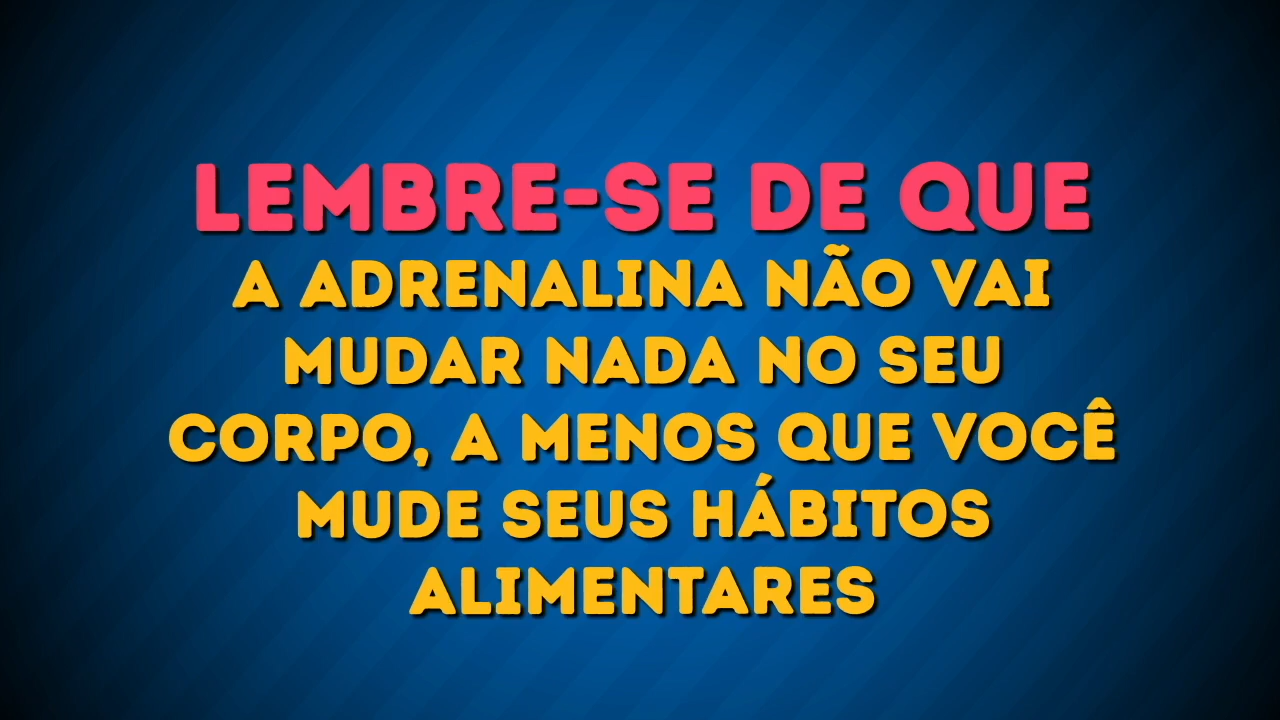 LEMBRE-SE DE QUE
A ADRENALINA NÃO VAI
MUDAR NADA NO SEU
CORPO, A MENOS QUE VOCÊ
MUDE SEUS HÁBITOS
ALIMENTARES